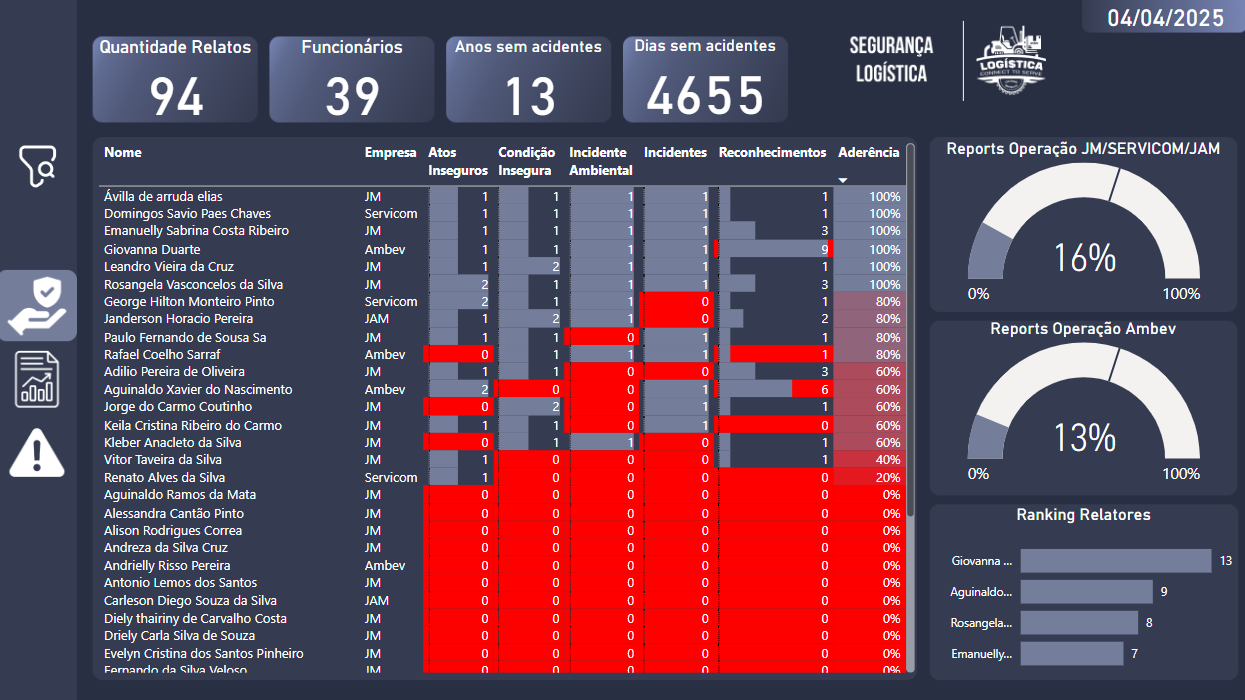 04/04/2025
Quantidade Relatos
94
Funcionários
39
Anos sem acidentes
13
Dias sem acidentes
4655
SEGURANÇA
LOGÍSTICA
LOGÍSTICA
CONNECT TO SERVE
Nome Empresa Atos Inseguros Condição Insegura Incidente Ambiental Incidentes Reconhecimentos Aderência
Ávilla de arruda elias JM 1 1 1 1 1 100%
Domingos Savio Paes Chaves Servicom 1 1 1 1 1 100%
Emanuelly Sabrina Costa Ribeiro JM 1 1 1 1 3 100%
Giovanna Duarte Ambev 1 1 1 1 9 100%
Leandro Vieira da Cruz JM 1 2 1 1 1 100%
Rosangela Vasconcelos da Silva JM 2 1 1 1 3 100%
George Hilton Monteiro Pinto Servicom 2 1 1 0 1 80%
Janderson Horacio Pereira JAM 1 2 1 0 2 80%
Paulo Fernando de Sousa Sa JM 1 1 0 1 1 80%
Rafael Coelho Sarraf Ambev 0 1 1 1 1 80%
Adilio Pereira de Oliveira JM 1 1 0 0 3 60%
Aguinaldo Xavier do Nascimento Ambev 2 0 0 1 6 60%
Jorge do Carmo Coutinho JM 0 2 0 1 1 60%
Keila Cristina Ribeiro do Carmo JM 1 1 0 1 0 60%
Kleber Anacleto da Silva JM 0 1 1 0 1 60%
Vitor Taveira da Silva JM 1 0 0 0 1 40%
Renato Alves da Silva Servicom 1 0 0 0 0 20%
Aguinaldo Ramos da Mata JM 0 0 0 0 0 0%
Alessandra Cantão Pinto JM 0 0 0 0 0 0%
Alison Rodrigues Correa JM 0 0 0 0 0 0%
Andreza da Silva Cruz JM 0 0 0 0 0 0%
Andrielly Risso Pereira Ambev 0 0 0 0 0 0%
Antonio Lemos dos Santos JM 0 0 0 0 0 0%
Carleson Diego Souza da Silva JAM 0 0 0 0 0 0%
Diely thairiny de Carvalho Costa JM 0 0 0 0 0 0%
Driely Carla Silva de Souza JM 0 0 0 0 0 0%
Evelyn Cristina dos Santos Pinheiro JM 0 0 0 0 0 0%
Fernando da Silva Veloso JM 0 0 0 0 0 0%
Reports Operação JM/SERVICOM/JAM
16%
0% 100%
Reports Operação Ambev
13%
0% 100%
Ranking Relatores
Giovanna ... 13
Aguinaldo... 9
Rosangela... 8
Emanuelly... 7